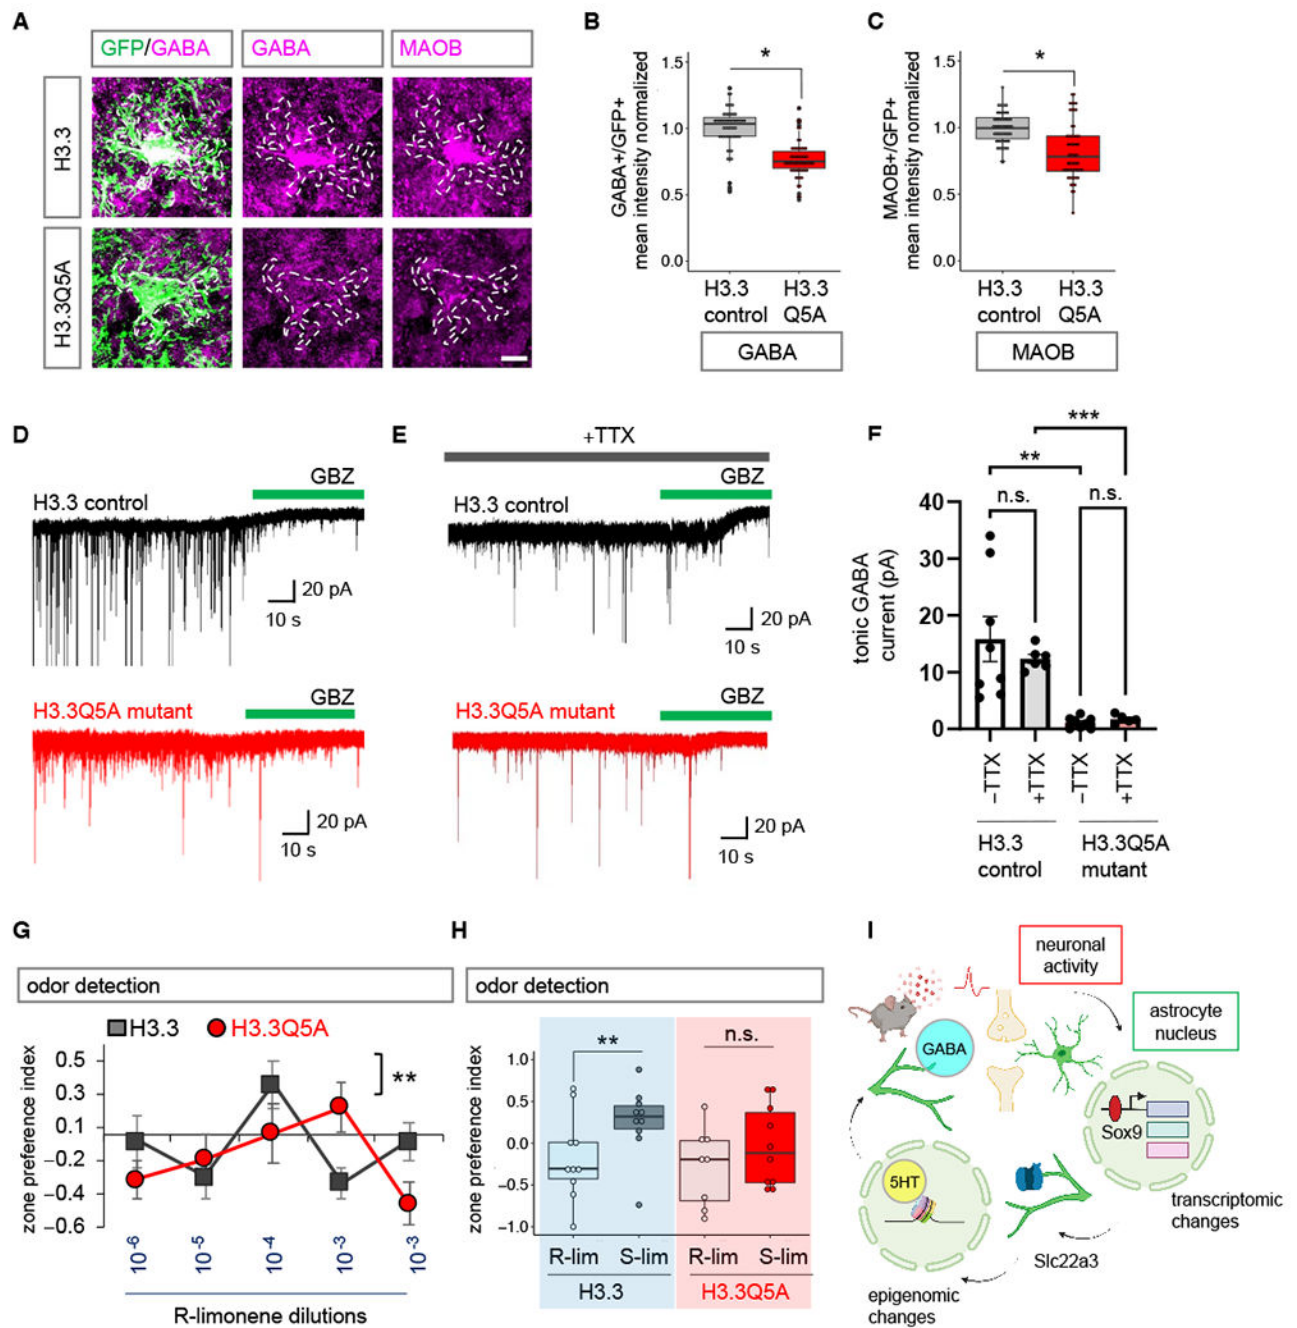 A
GFP/GABA
GABA
MAOB
H3.3
H3.3Q5A
B
GABA+/GFP+
mean intensity normalized
1.5
1.0
0.5
0.0
*
H3.3
control
H3.3
Q5A
GABA
C
MAOB+/GFP+
mean intensity normalized
1.5
1.0
0.5
0.0
*
H3.3
control
H3.3
Q5A
MAOB
D
GBZ
H3.3 control
20 pA
10 s
GBZ
H3.3Q5A mutant
20 pA
10 s
E
+TTX
GBZ
H3.3 control
20 pA
10 s
GBZ
H3.3Q5A mutant
20 pA
10 s
F
***
**
n.s.
n.s.
tonic GABA
current (pA)
40
30
20
10
0
−TTX
+TTX
−TTX
+TTX
H3.3
control
H3.3Q5A
mutant
G
odor detection
H3.3
H3.3Q5A
zone preference index
0.5
0.3
0.1
−0.2
−0.4
−0.6
**
10-6
10-5
10-4
10-3
10-3
R-limonene dilutions
H
odor detection
zone preference index
1.0
0.5
0.0
−0.5
−1.0
**
n.s.
R-lim
S-lim
R-lim
S-lim
H3.3
H3.3Q5A
I
neuronal
activity
astrocyte
nucleus
GABA
Sox9
5HT
transcriptomic
changes
Slc22a3
epigenomic
changes